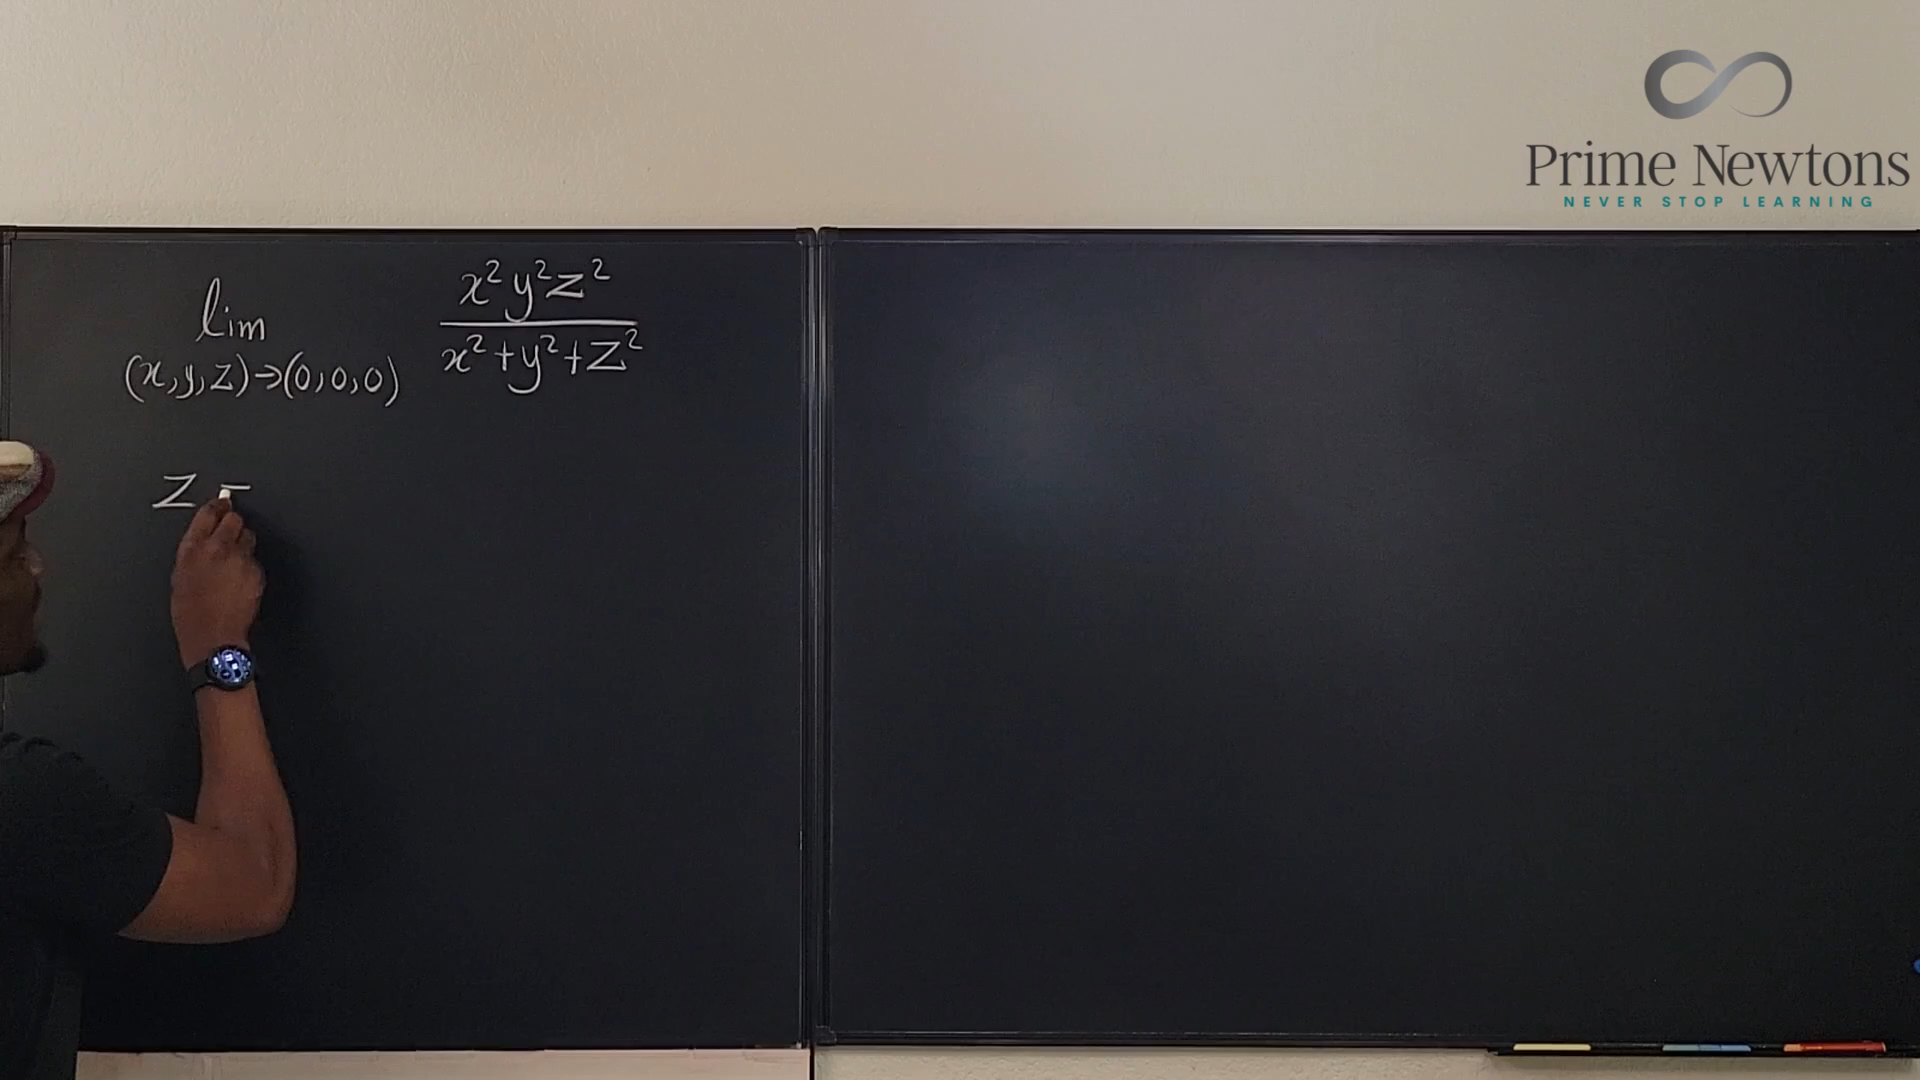 Prime Newtons
NEVER STOP LEARNING
lim x²y²z²
(x,y,z)→(0,0,0) x²+y²+z²
z =